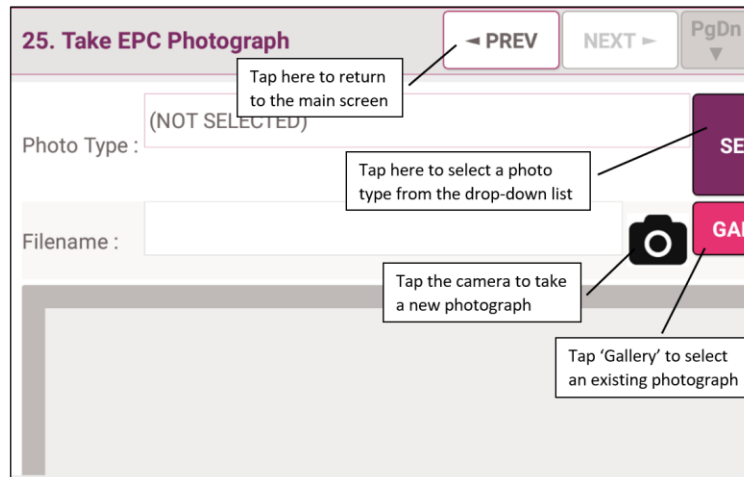 25. Take EPC Photograph
◄ PREV
NEXT ►
PgDn
▼
Tap here to return
to the main screen
(NOT SELECTED)
Photo Type :
SE
Tap here to select a photo
type from the drop-down list
Filename :
GA
Tap the camera to take
a new photograph
Tap ‘Gallery’ to select
an existing photograph